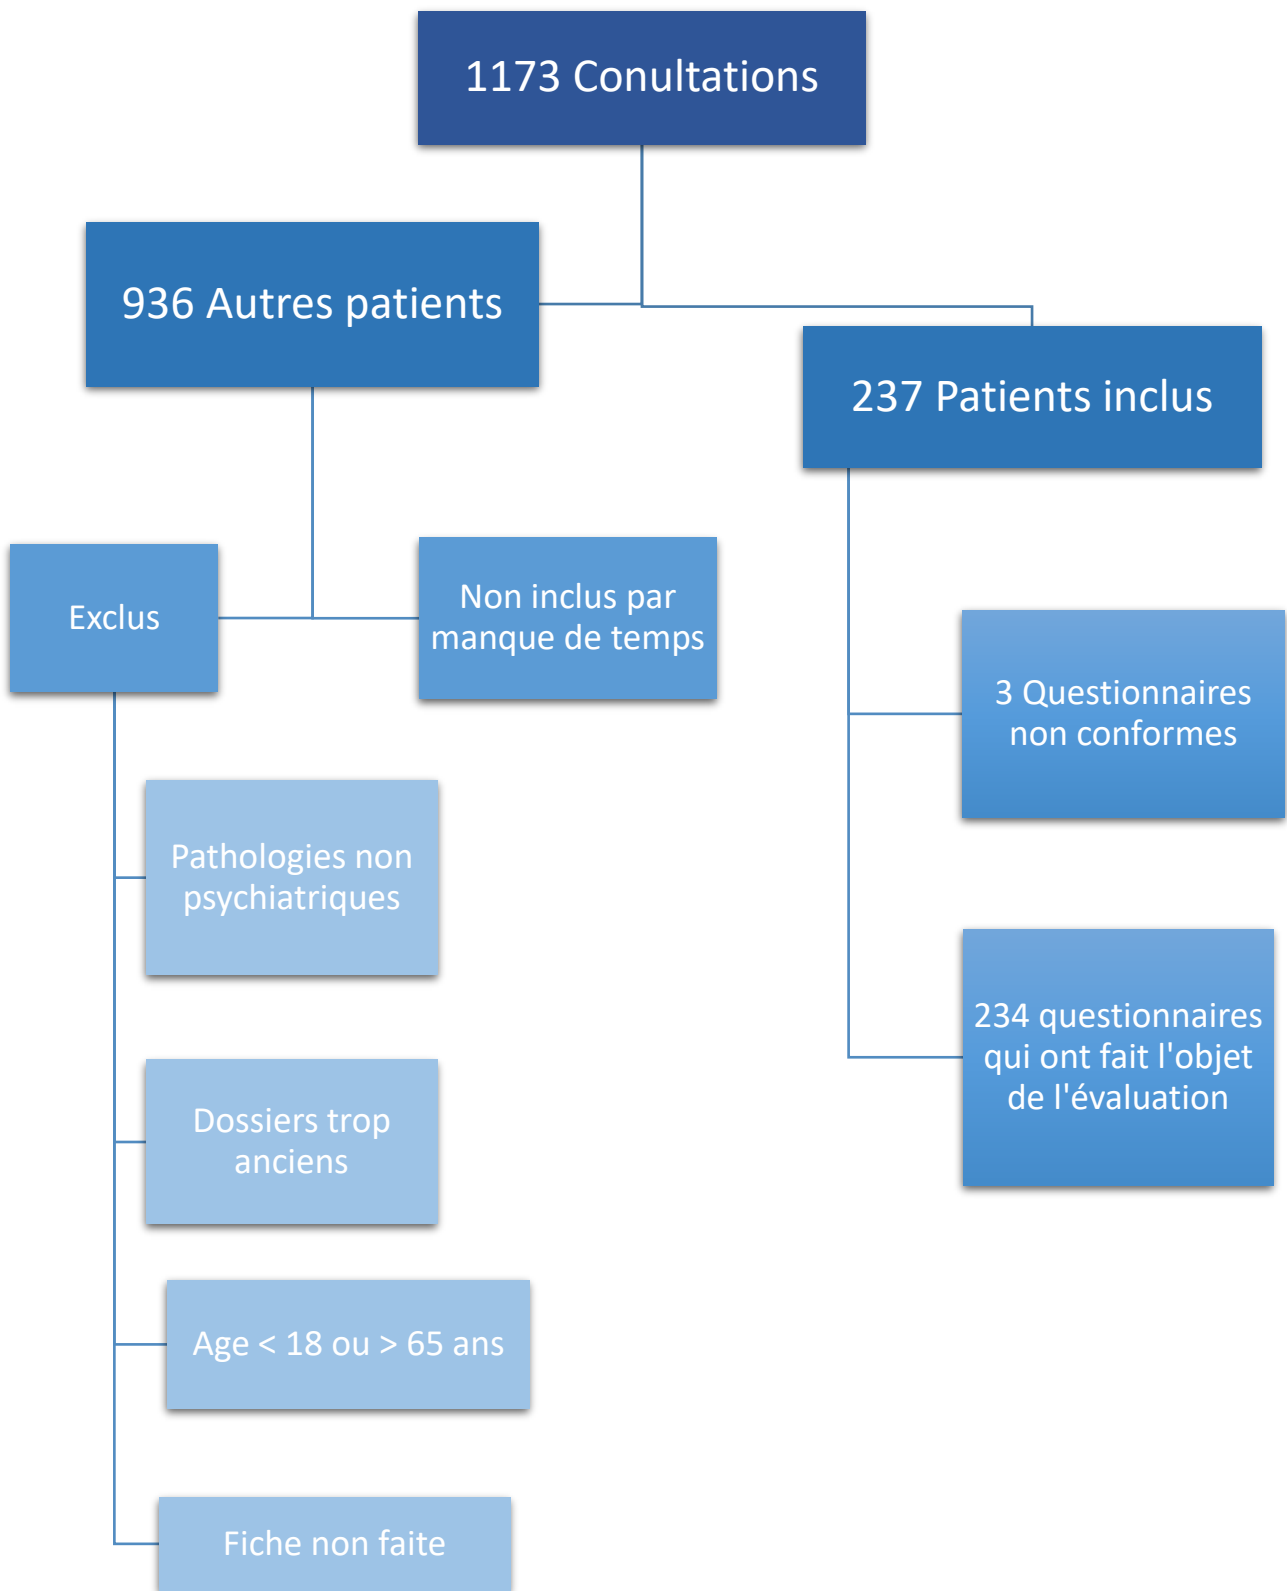 1173 Conultations
936 Autres patients
237 Patients inclus
Exclus
Non inclus par
manque de temps
3 Questionnaires
non conformes
Pathologies non
psychiatriques
234 questionnaires
qui ont fait l'objet
de l'évaluation
Dossiers trop
anciens
Age < 18 ou > 65 ans
Fiche non faite